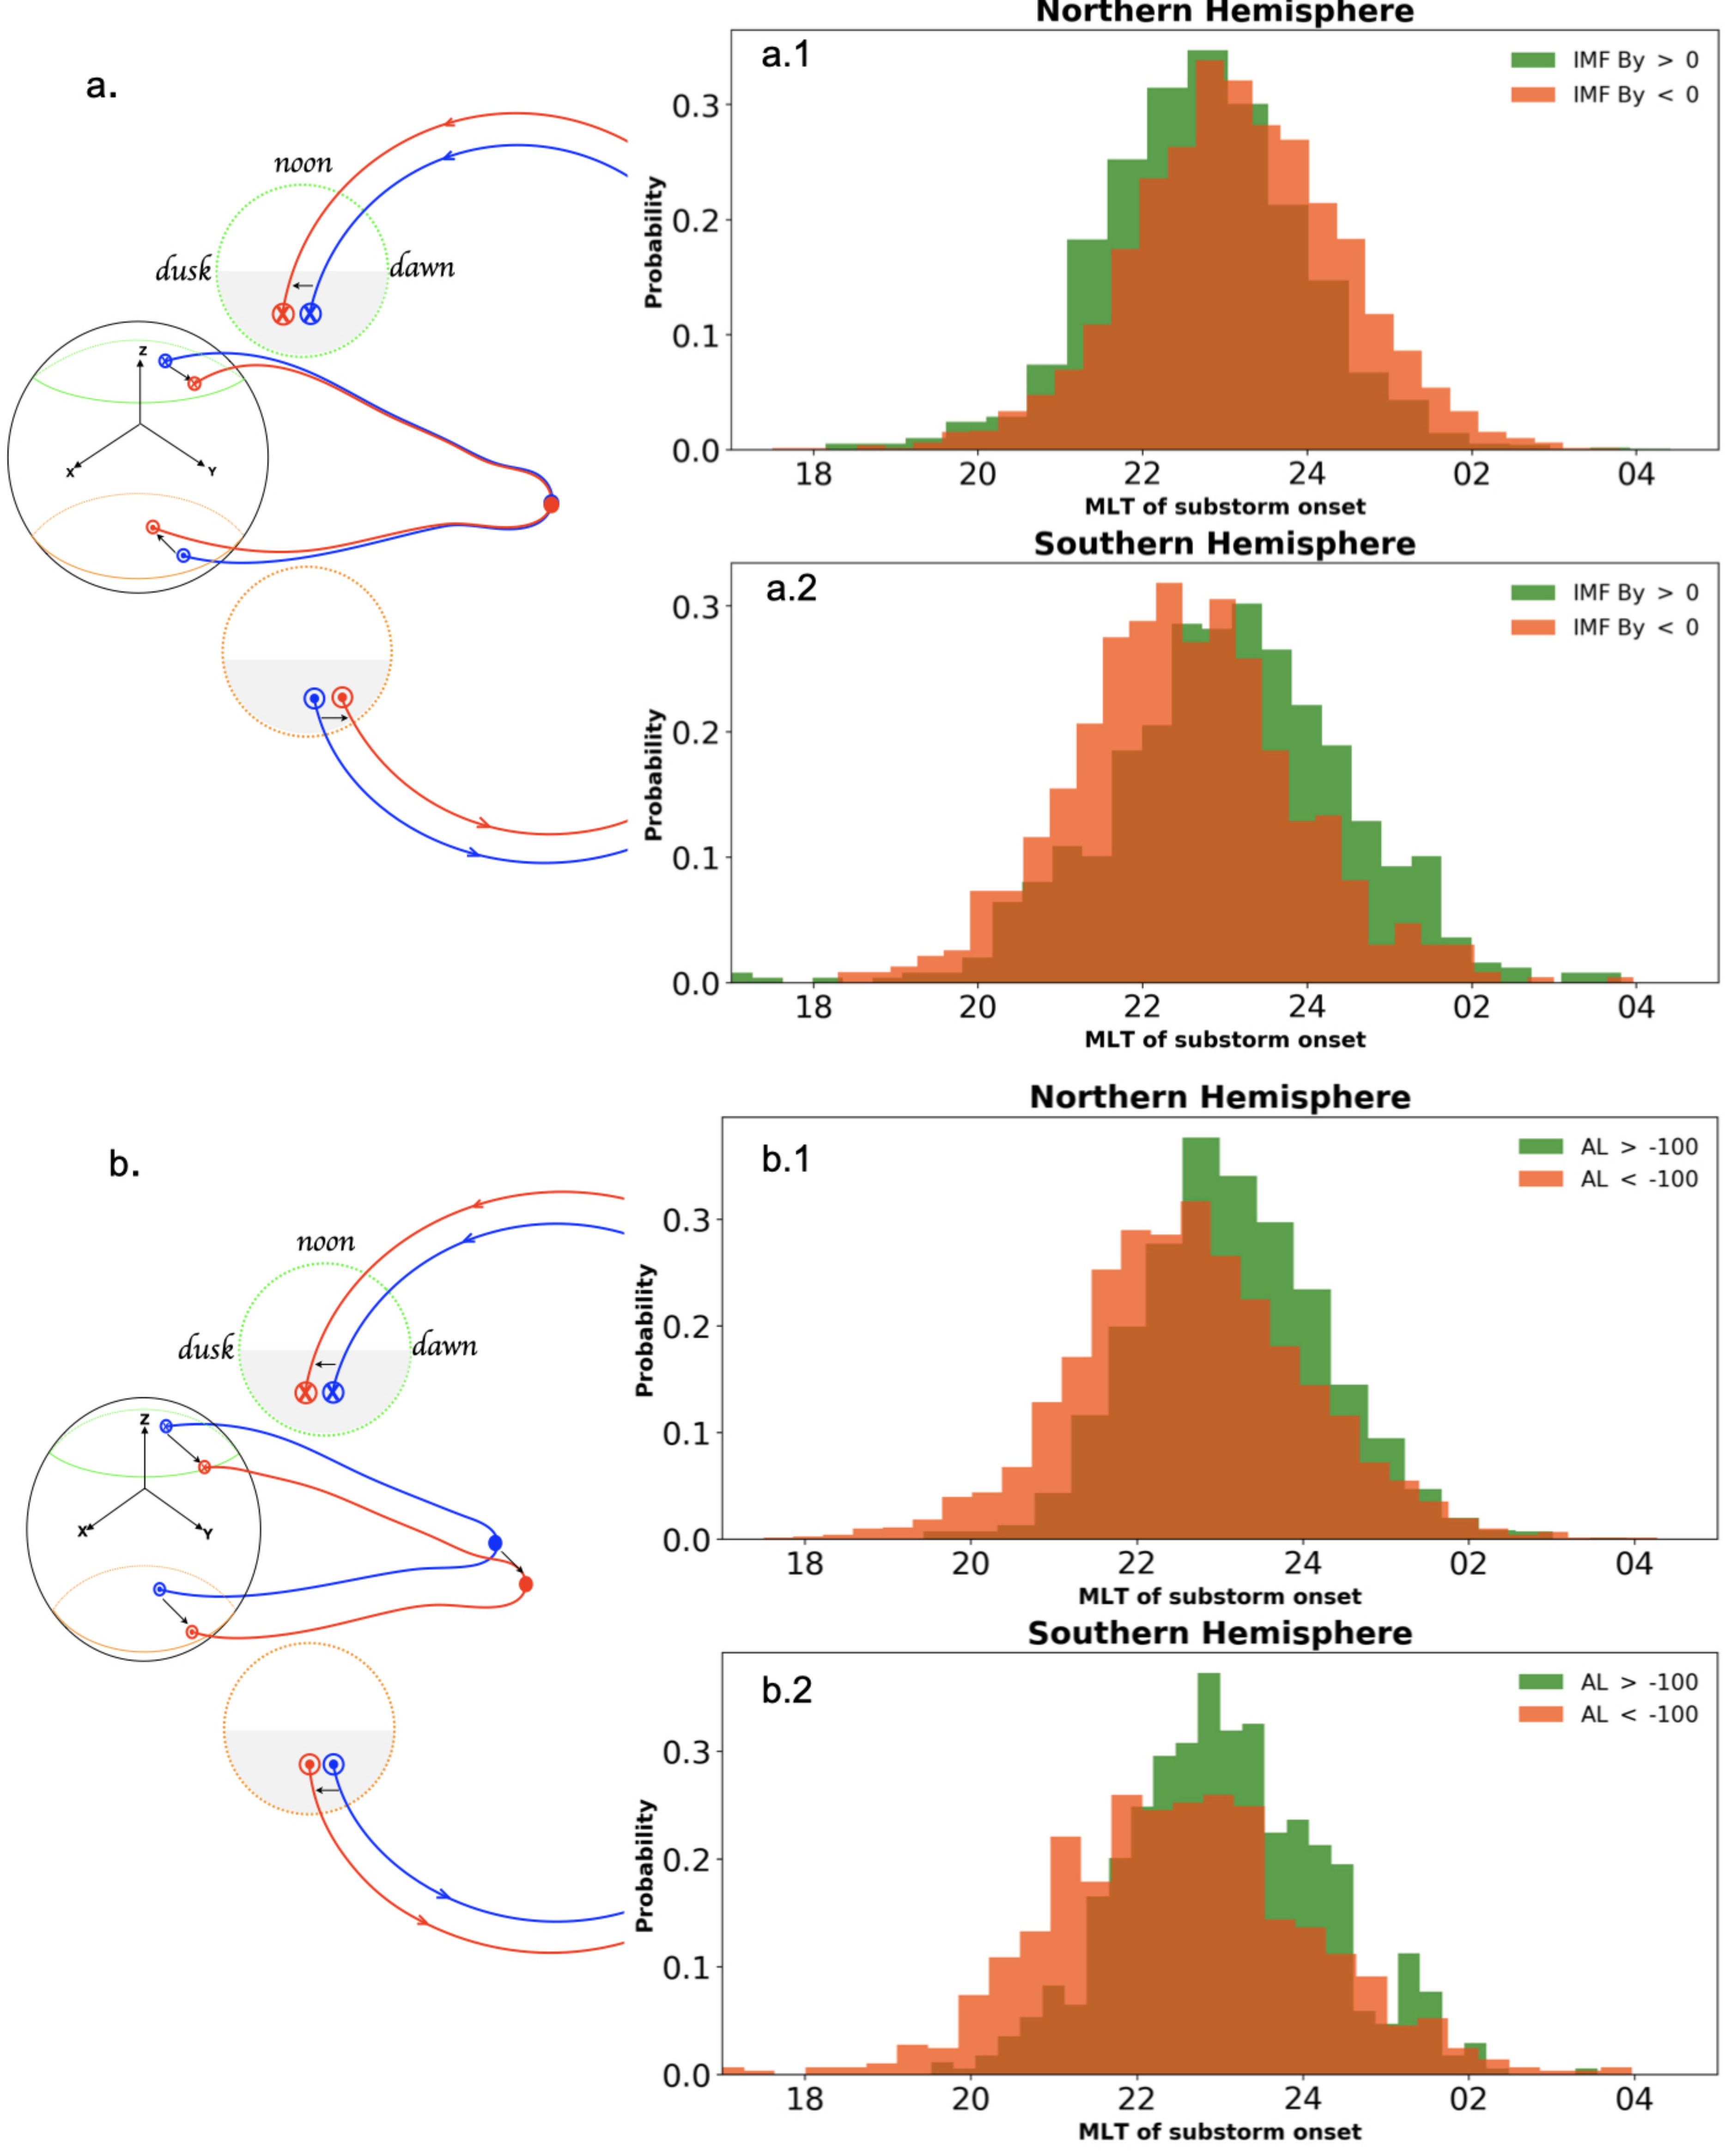 a.
noon
dusk
dawn
Z
X
Y
Northern Hemisphere
a.1
IMF By > 0
IMF By < 0
Probability
0.3
0.2
0.1
0.0
18 20 22 24 02 04
MLT of substorm onset
Southern Hemisphere
a.2
IMF By > 0
IMF By < 0
Probability
0.3
0.2
0.1
0.0
18 20 22 24 02 04
MLT of substorm onset
b.
noon
dusk
dawn
Z
X
Y
Northern Hemisphere
b.1
AL > -100
AL < -100
Probability
0.3
0.2
0.1
0.0
18 20 22 24 02 04
MLT of substorm onset
Southern Hemisphere
b.2
AL > -100
AL < -100
Probability
0.3
0.2
0.1
0.0
18 20 22 24 02 04
MLT of substorm onset